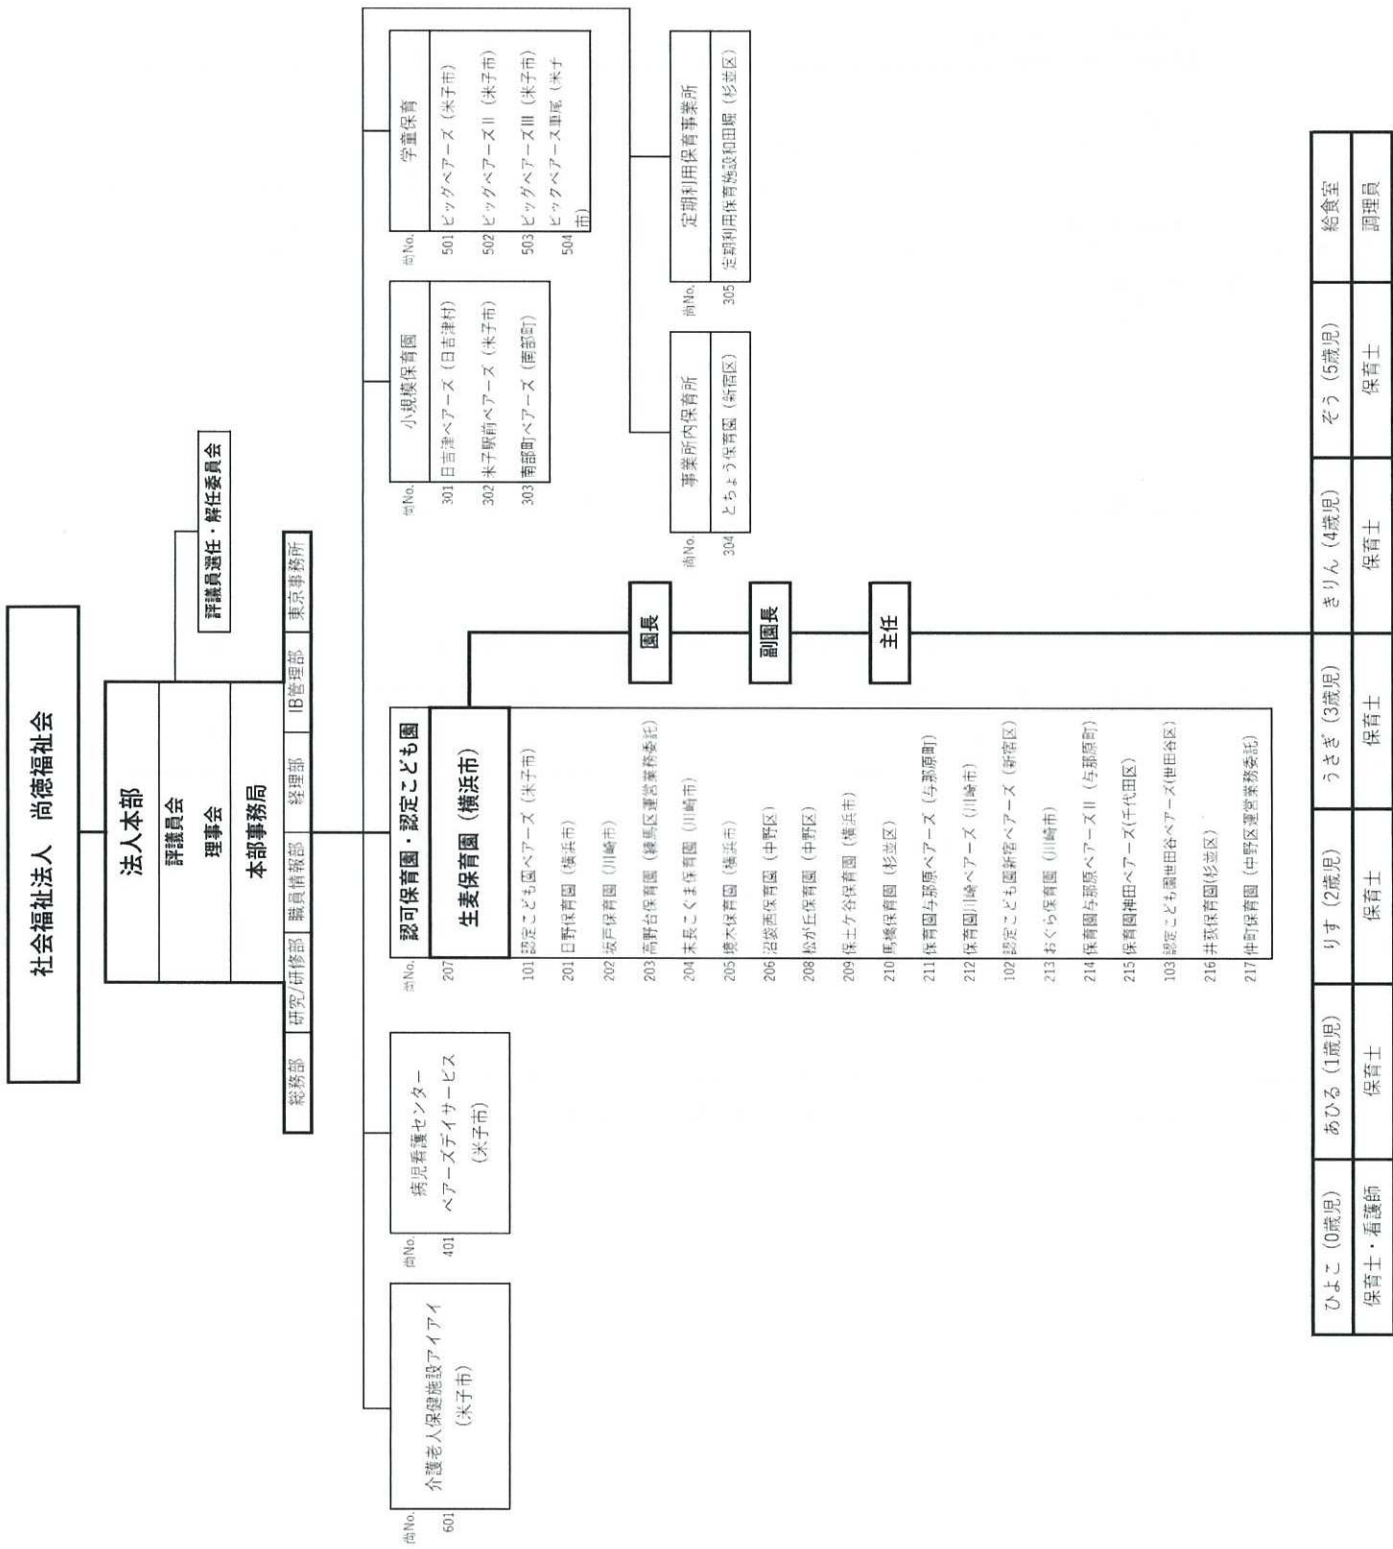 社会福祉法人　尚徳福祉会
法人本部
評議員会
理事会
本部事務局
評議員選任・解任委員会
総務部
研究/研修部
職員情報部
経理部
IB管理部
東京事務所
尚No.
601
介護老人保健施設アイアイ
(米子市)
尚No.
401
病児看護センター
ベアーズデイサービス
(米子市)
尚No.
認可保育園・認定こども園
207 生麦保育園（横浜市）
101 認定こども園ベアーズ（米子市）
201 日野保育園（横浜市）
202 坂戸保育園（川崎市）
203 高野台保育園（練馬区運営業務委託）
204 末長こぐま保育園（川崎市）
205 境木保育園（横浜市）
206 沼袋西保育園（中野区）
208 松が丘保育園（中野区）
209 保土ケ谷保育園（横浜市）
210 馬橋保育園（杉並区）
211 保育園与那原ベアーズ（与那原町）
212 保育園川崎ベアーズ（川崎市）
102 認定こども園新宿ベアーズ（新宿区）
213 おぐら保育園（川崎市）
214 保育園与那原ベアーズⅡ（与那原町）
215 保育園神田ベアーズ(千代田区)
103 認定こども園世田谷ベアーズ(世田谷区)
216 井荻保育園(杉並区)
217 仲町保育園（中野区運営業務委託）
尚No.
小規模保育園
301 日吉津ベアーズ（日吉津村）
302 米子駅前ベアーズ（米子市）
303 南部町ベアーズ（南部町）
尚No.
学童保育
501 ビッグベアーズ（米子市）
502 ビッグベアーズⅡ（米子市）
503 ビッグベアーズⅢ（米子市）
504 ビックベアース車尾（米子
市）
尚No.
事業所内保育所
304 とちょう保育園（新宿区）
尚No.
定期利用保育事業所
305 定期利用保育施設和田堀（杉並区）
園長
副園長
主任
ひよこ（0歳児）
あひる（1歳児）
りす（2歳児）
うさぎ（3歳児）
きりん（4歳児）
ぞう（5歳児）
給食室
保育士・看護師
保育士
保育士
保育士
保育士
保育士
調理員